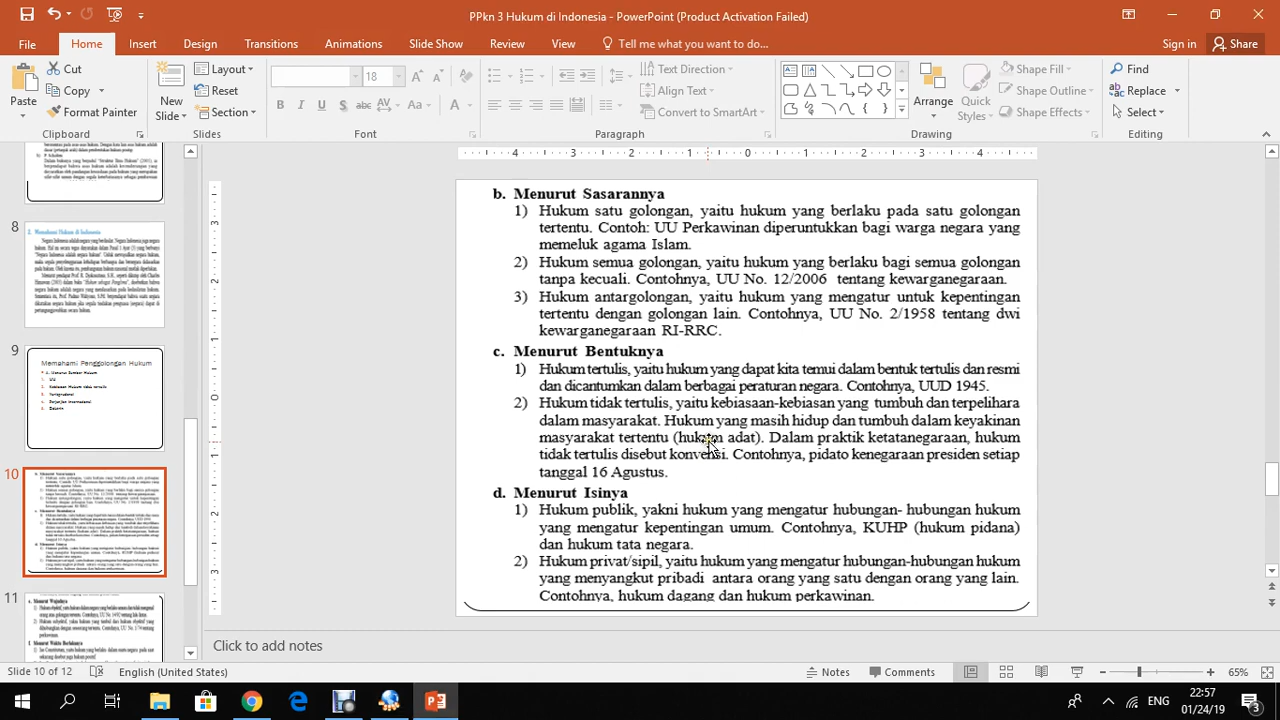 PPkn 3 Hukum di Indonesia - PowerPoint (Product Activation Failed)
File Home Insert Design Transitions Animations Slide Show Review View Tell me what you want to do... Sign in Share
Paste Cut Copy Format Painter
New Slide Layout Reset Section
18
B I U S abc AV Aa A
Text Direction Align Text Convert to SmartArt
Arrange Quick Styles Shape Fill Shape Outline Shape Effects
Find Replace Select
Clipboard Slides Font Paragraph Drawing Editing
8
2. Memahami Hukum di Indonesia
9
Memahami Penggolongan Hukum
10
11
b. Menurut Sasarannya
1) Hukum satu golongan, yaitu hukum yang berlaku pada satu golongan
tertentu. Contoh: UU Perkawinan diperuntukkan bagi warga negara yang
memeluk agama Islam.
2) Hukum semua golongan, yaitu hukum yang berlaku bagi semua golongan
tanpa kecuali. Contohnya, UU No. 12/2006 tentang kewarganegaraan.
3) Hukum antargolongan, yaitu hukum yang mengatur untuk kepentingan
tertentu dengan golongan lain. Contohnya, UU No. 2/1958 tentang dwi
kewarganegaraan RI-RRC.
c. Menurut Bentuknya
1) Hukum tertulis, yaitu hukum yang dapat kita temui dalam bentuk tertulis dan resmi
dan dicantumkan dalam berbagai peraturan negara. Contohnya, UUD 1945.
2) Hukum tidak tertulis, yaitu kebiasaan-kebiasan yang tumbuh dan terpelihara
dalam masyarakat. Hukum yang masih hidup dan tumbuh dalam keyakinan
masyarakat tertentu (hukum adat). Dalam praktik ketatanegaraan, hukum
tidak tertulis disebut konvensi. Contohnya, pidato kenegaraan presiden setiap
tanggal 16 Agustus.
d. Menurut Isinya
1) Hukum publik, yakni hukum yang mengatur hubungan- hubungan hukum
yang mengatur kepentingan umum. Contohnya, KUHP (hukum pidana)
dan hukum tata negara
2) Hukum privat/sipil, yaitu hukum yang mengatur hubungan-hubungan hukum
yang menyangkut pribadi antara orang yang satu dengan orang yang lain.
Contohnya, hukum dagang dan hukum perkawinan.
Click to add notes
Slide 10 of 12 English (United States) Notes Comments 65%
ENG 22:57
01/24/19